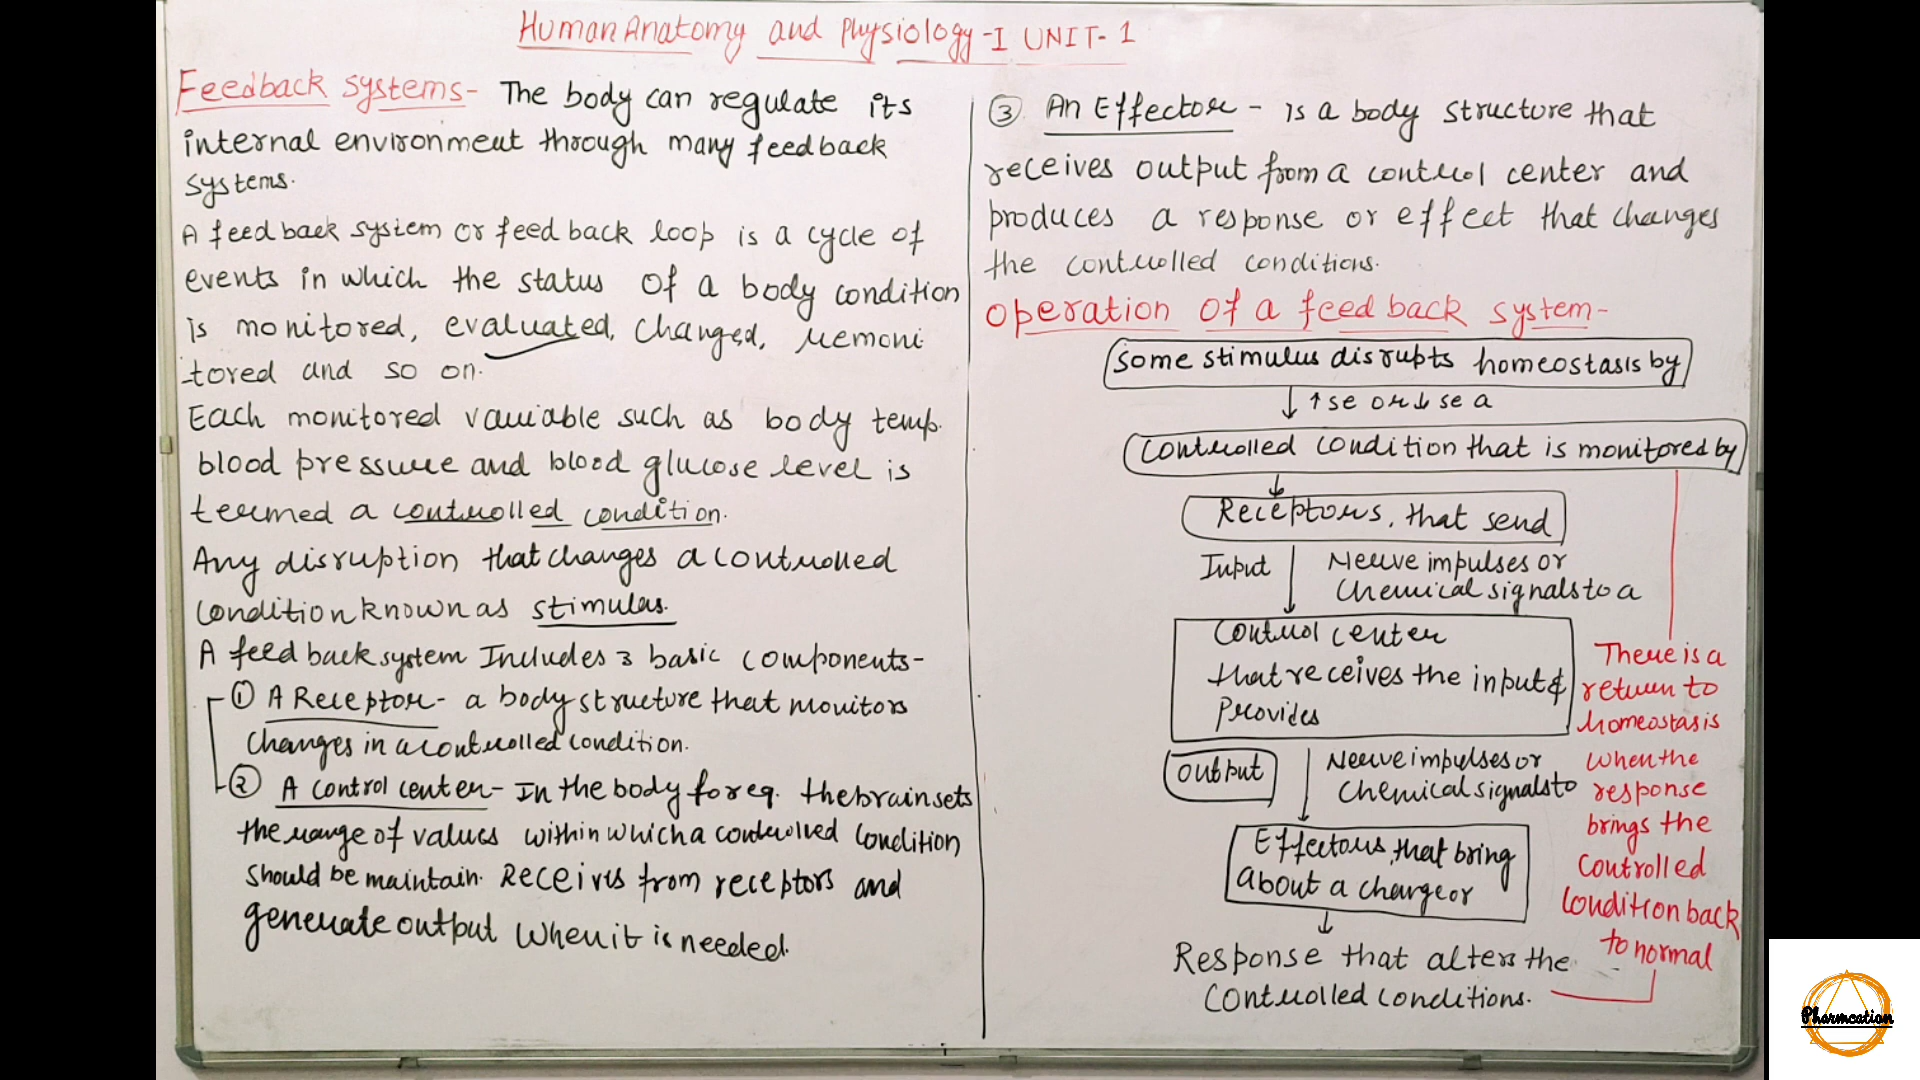 Human Anatomy and Physiology-I UNIT-1
Feedback systems- The body can regulate its
internal environment through many feedback
systems.
A feedback system or feedback loop is a cycle of
events in which the status of a body condition
is monitored, evaluated, changed, remoni
tored and so on.
Each monitored variable such as body temp.
blood pressure and blood glucose level is
termed a controlled condition.
Any disruption that changes a controlled
condition known as stimulus.
A feedback system Includes 3 basic components-
① A Receptor- a body structure that monitors
changes in a controlled condition.
② A control center- In the body for eg. the brain sets
the range of values within which a controlled condition
should be maintain. Receives from receptors and
generate output when it is needed.
③ An Effector - is a body structure that
receives output from a control center and
produces a response or effect that changes
the controlled conditions.
Operation of a feedback system-
Some stimulus disrupts homeostasis by
↓ ↑se or ↓se a
Controlled condition that is monitored by
↓
Receptors, that send
Input ↓ Nerve impulses or
Chemical signals to a
Control center
that receives the input &
Provides
Output ↓ Nerve impulses or
Chemical signals to
Effectors, that bring
about a change or
↓
Response that alters the
Controlled conditions.
There is a
return to
homeostasis
when the
response
brings the
controlled
condition back
to normal
Pharmcation